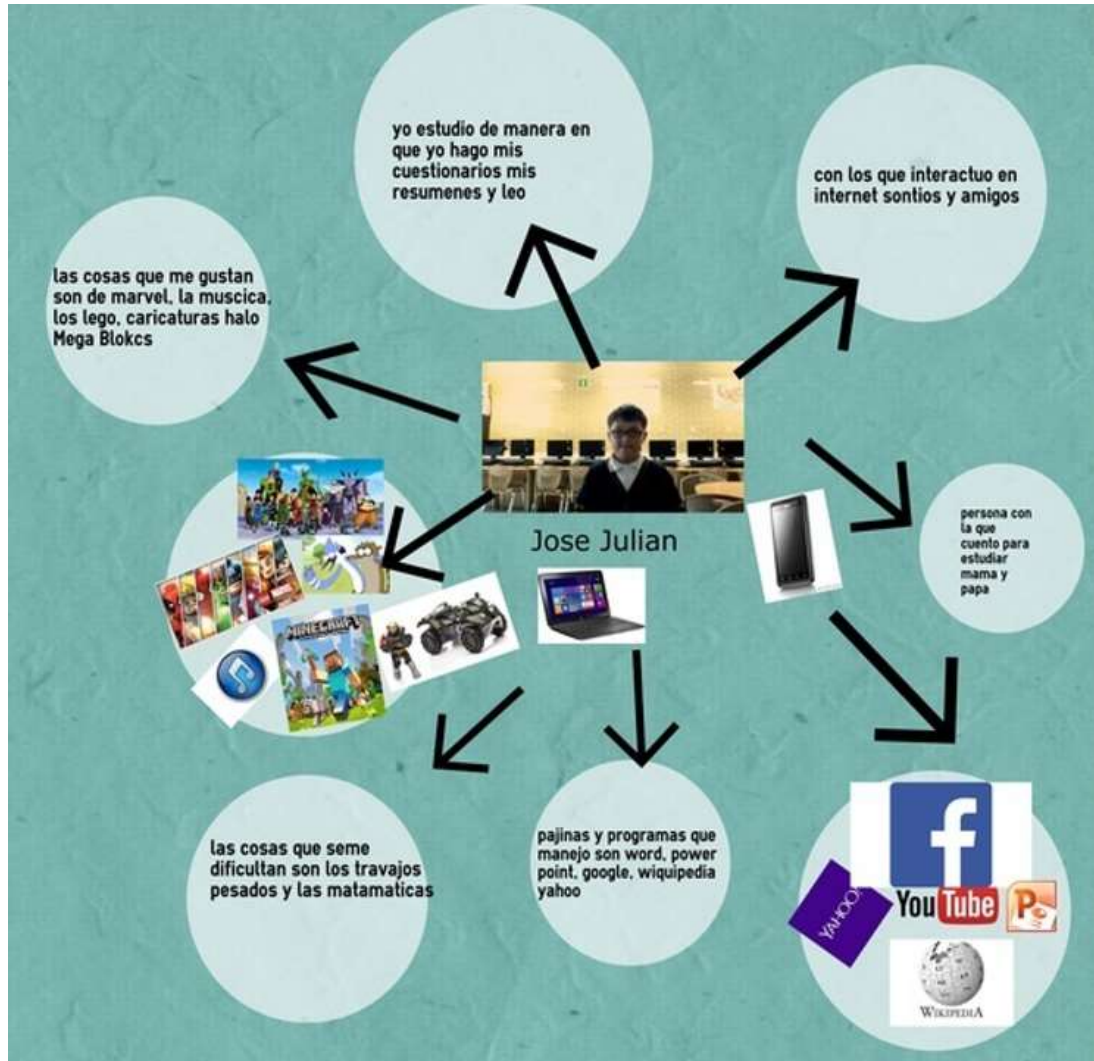 yo estudio de manera en
que yo hago mis
cuestionarios mis
resumenes y leo
con los que interactuo en
internet sontios y amigos
las cosas que me gustan
son de marvel, la muscica,
los lego, caricaturas halo
Mega Blokcs
Jose Julian
persona con
la que
cuento para
estudiar
mama y
papa
MINECRAFT
las cosas que seme
dificultan son los travajos
pesados y las matamaticas
pajinas y programas que
manejo son word, power
point, google, wiquipedia
yahoo
f
YAHOO!
YouTube
P
WIKIPEDIA